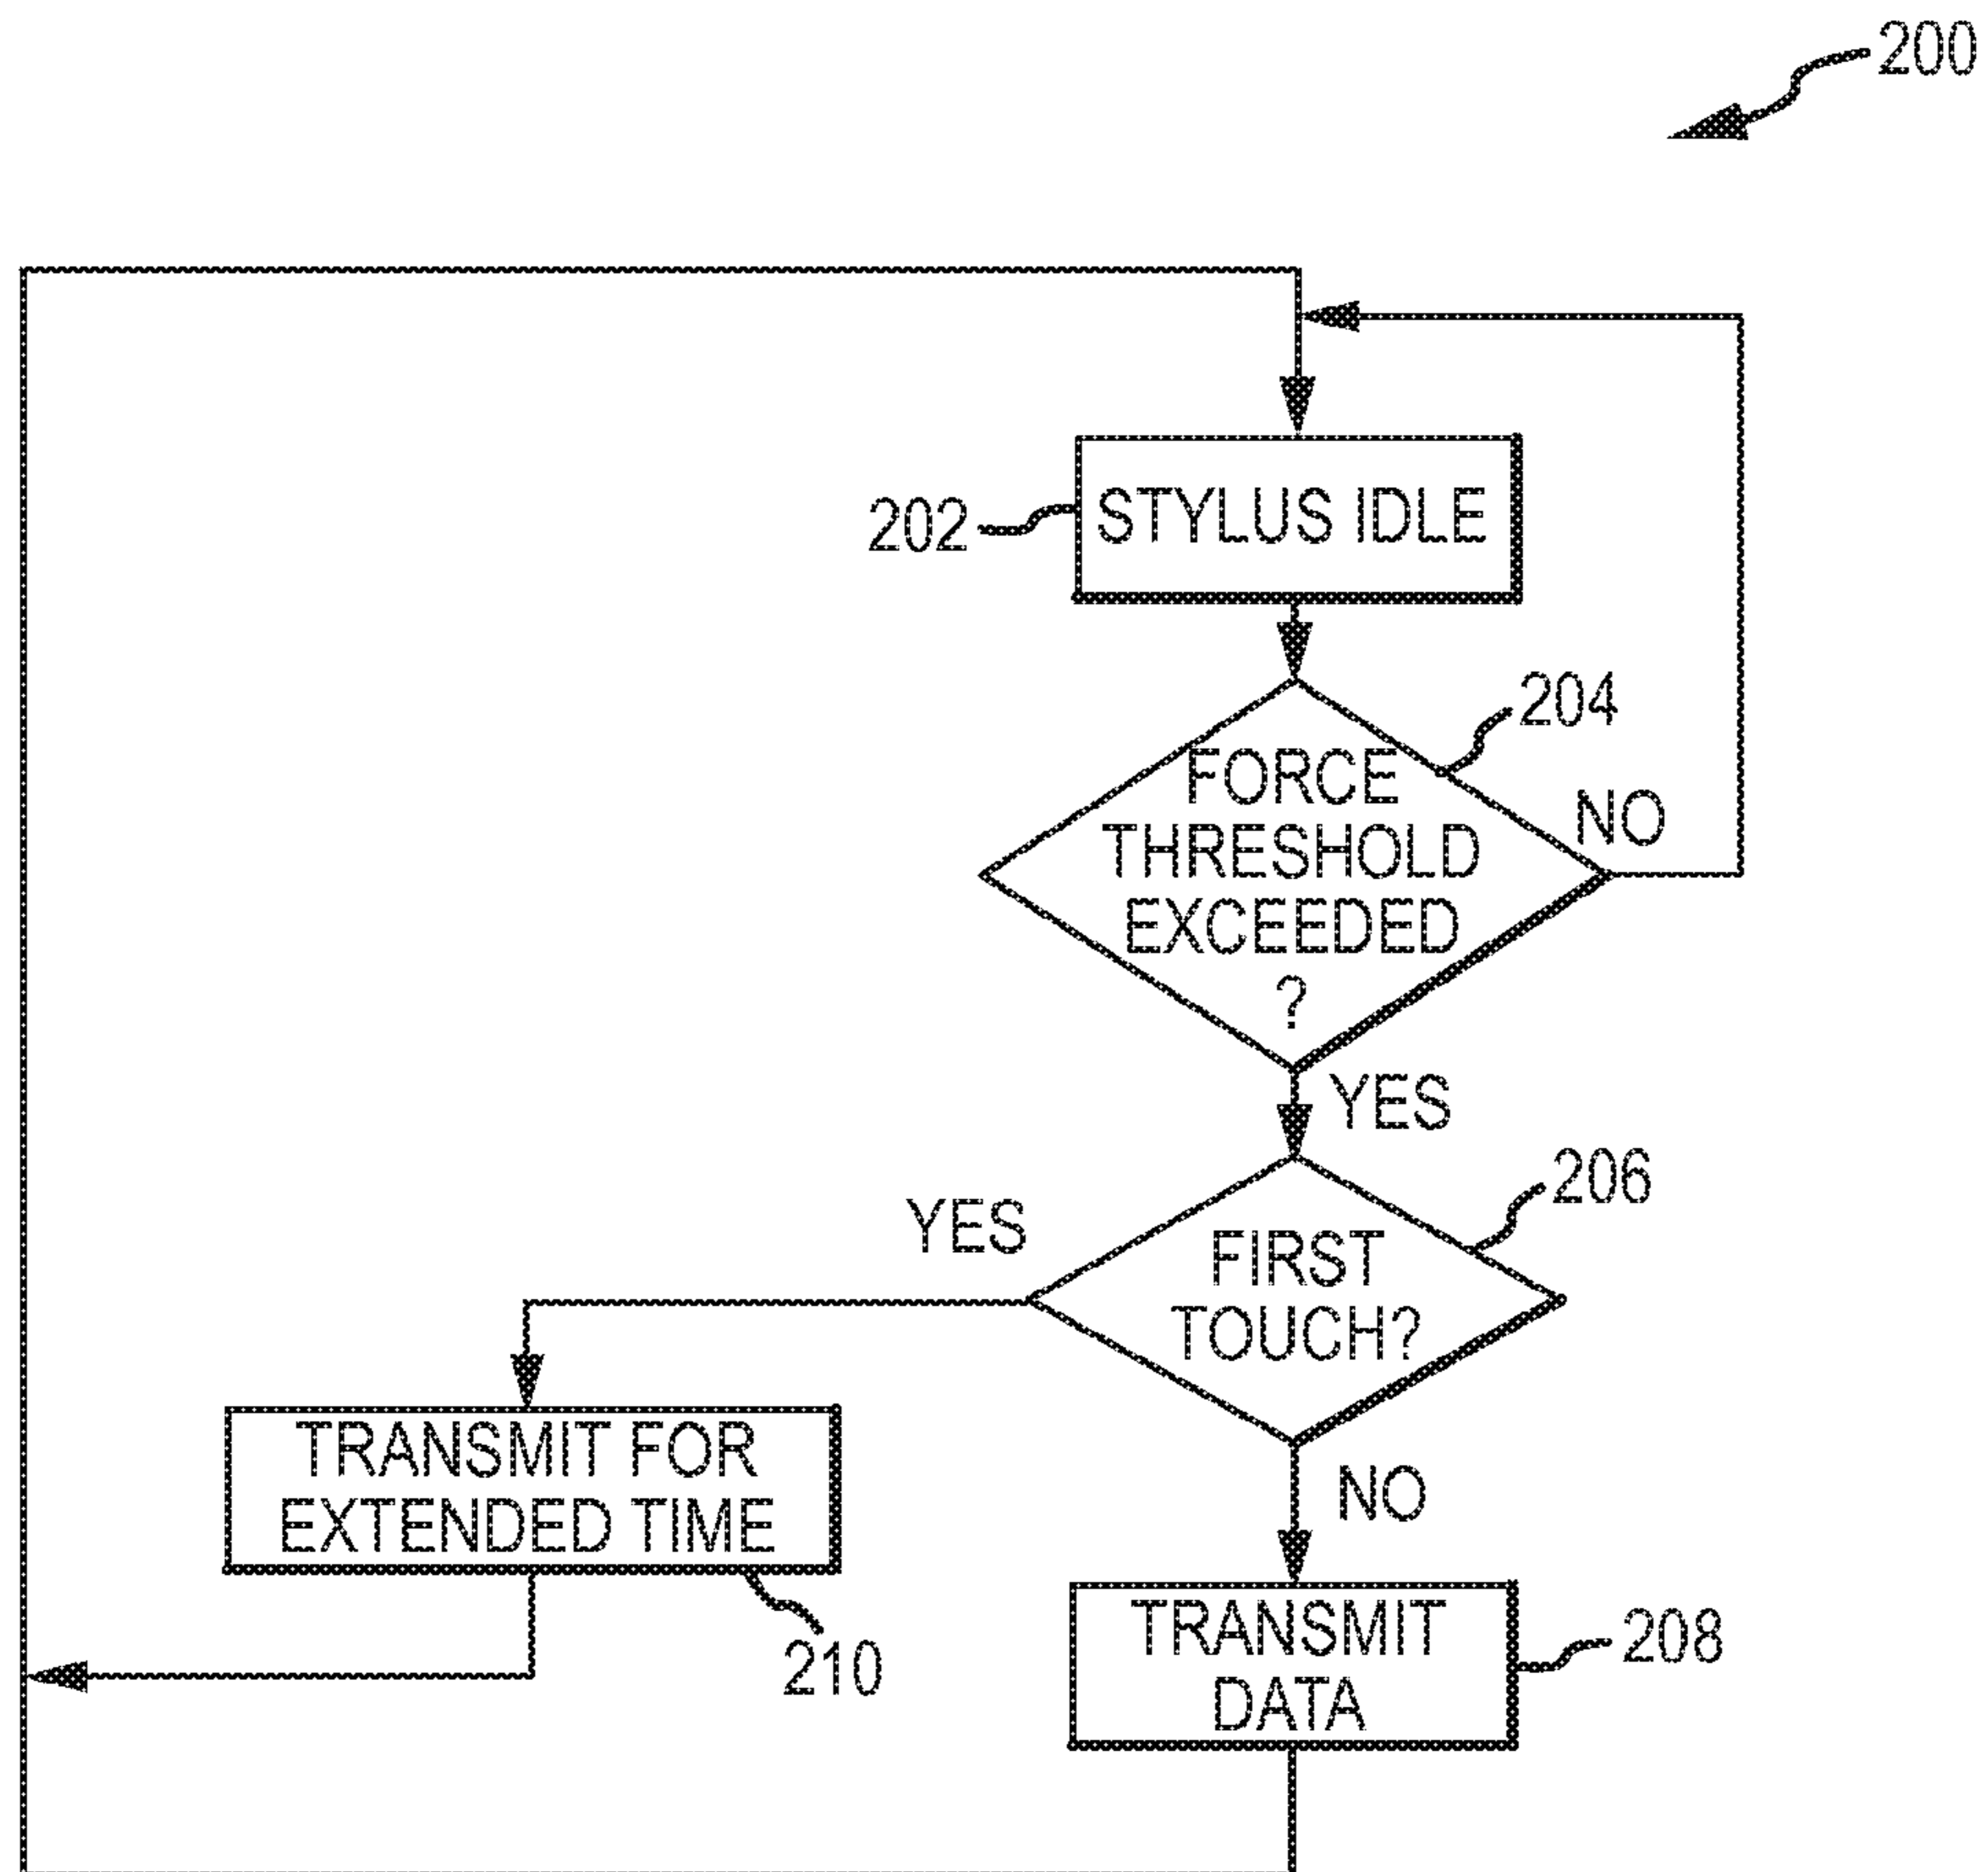 200
202
STYLUS IDLE
204
FORCE
THRESHOLD
EXCEEDED
?
NO
YES
206
YES
FIRST
TOUCH?
TRANSMIT FOR
EXTENDED TIME
210
NO
TRANSMIT
DATA
208